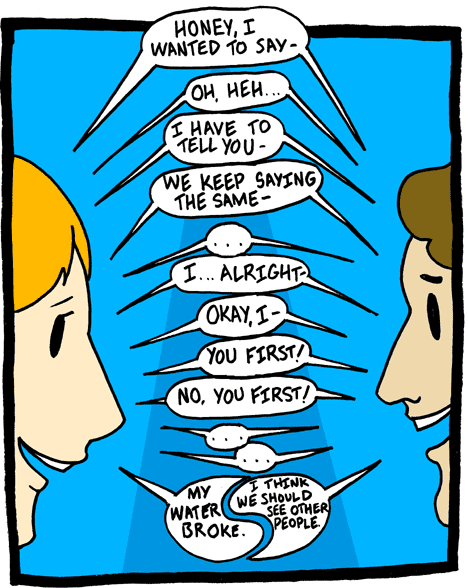 HONEY, I
WANTED TO SAY-
OH, HEH...
I HAVE TO
TELL YOU-
WE KEEP SAYING
THE SAME-
...
I... ALRIGHT-
OKAY, I-
YOU FIRST!
NO, YOU FIRST!
...
...
MY
WATER
BROKE.
I THINK
WE SHOULD
SEE OTHER
PEOPLE.